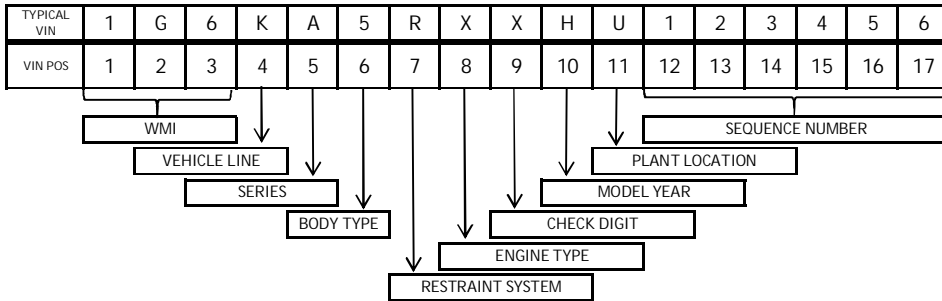 TYPICAL VIN 1 G 6 K A 5 R X X H U 1 2 3 4 5 6
VIN POS 1 2 3 4 5 6 7 8 9 10 11 12 13 14 15 16 17
WMI SEQUENCE NUMBER
VEHICLE LINE PLANT LOCATION
SERIES MODEL YEAR
BODY TYPE CHECK DIGIT
ENGINE TYPE
RESTRAINT SYSTEM